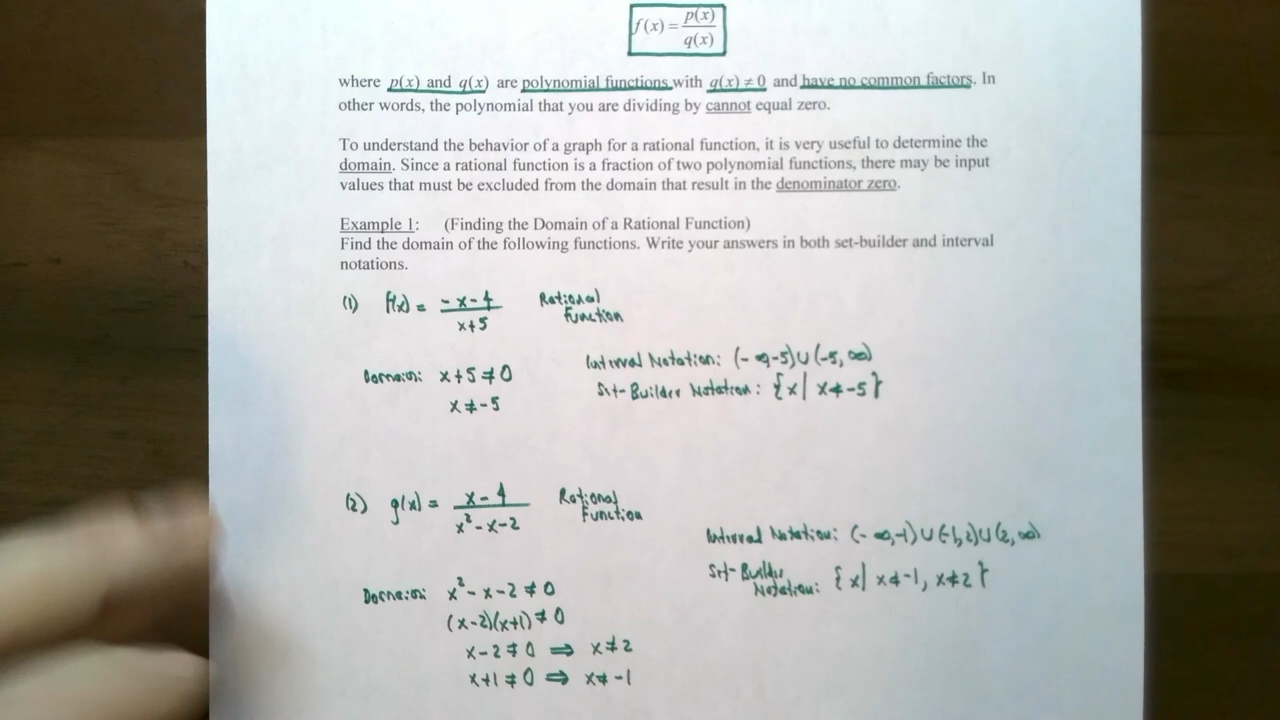 f(x) = p(x)/q(x)
where p(x) and q(x) are polynomial functions with q(x) ≠ 0 and have no common factors. In
other words, the polynomial that you are dividing by cannot equal zero.
To understand the behavior of a graph for a rational function, it is very useful to determine the
domain. Since a rational function is a fraction of two polynomial functions, there may be input
values that must be excluded from the domain that result in the denominator zero.
Example 1: (Finding the Domain of a Rational Function)
Find the domain of the following functions. Write your answers in both set-builder and interval
notations.
(1) f(x) = (-x-4)/(x+5) Rational Function
Domain: x+5 ≠ 0
x ≠ -5
Interval Notation: (-∞,-5)∪(-5,∞)
Set-Builder Notation: {x| x≠-5}
(2) g(x) = (x-4)/(x²-x-2) Rational Function
Interval Notation: (-∞,-1)∪(-1,2)∪(2,∞)
Set-Builder Notation: {x| x≠-1, x≠2}
Domain: x²-x-2 ≠ 0
(x-2)(x+1) ≠ 0
x-2 ≠ 0 ⇒ x≠2
x+1 ≠ 0 ⇒ x≠-1